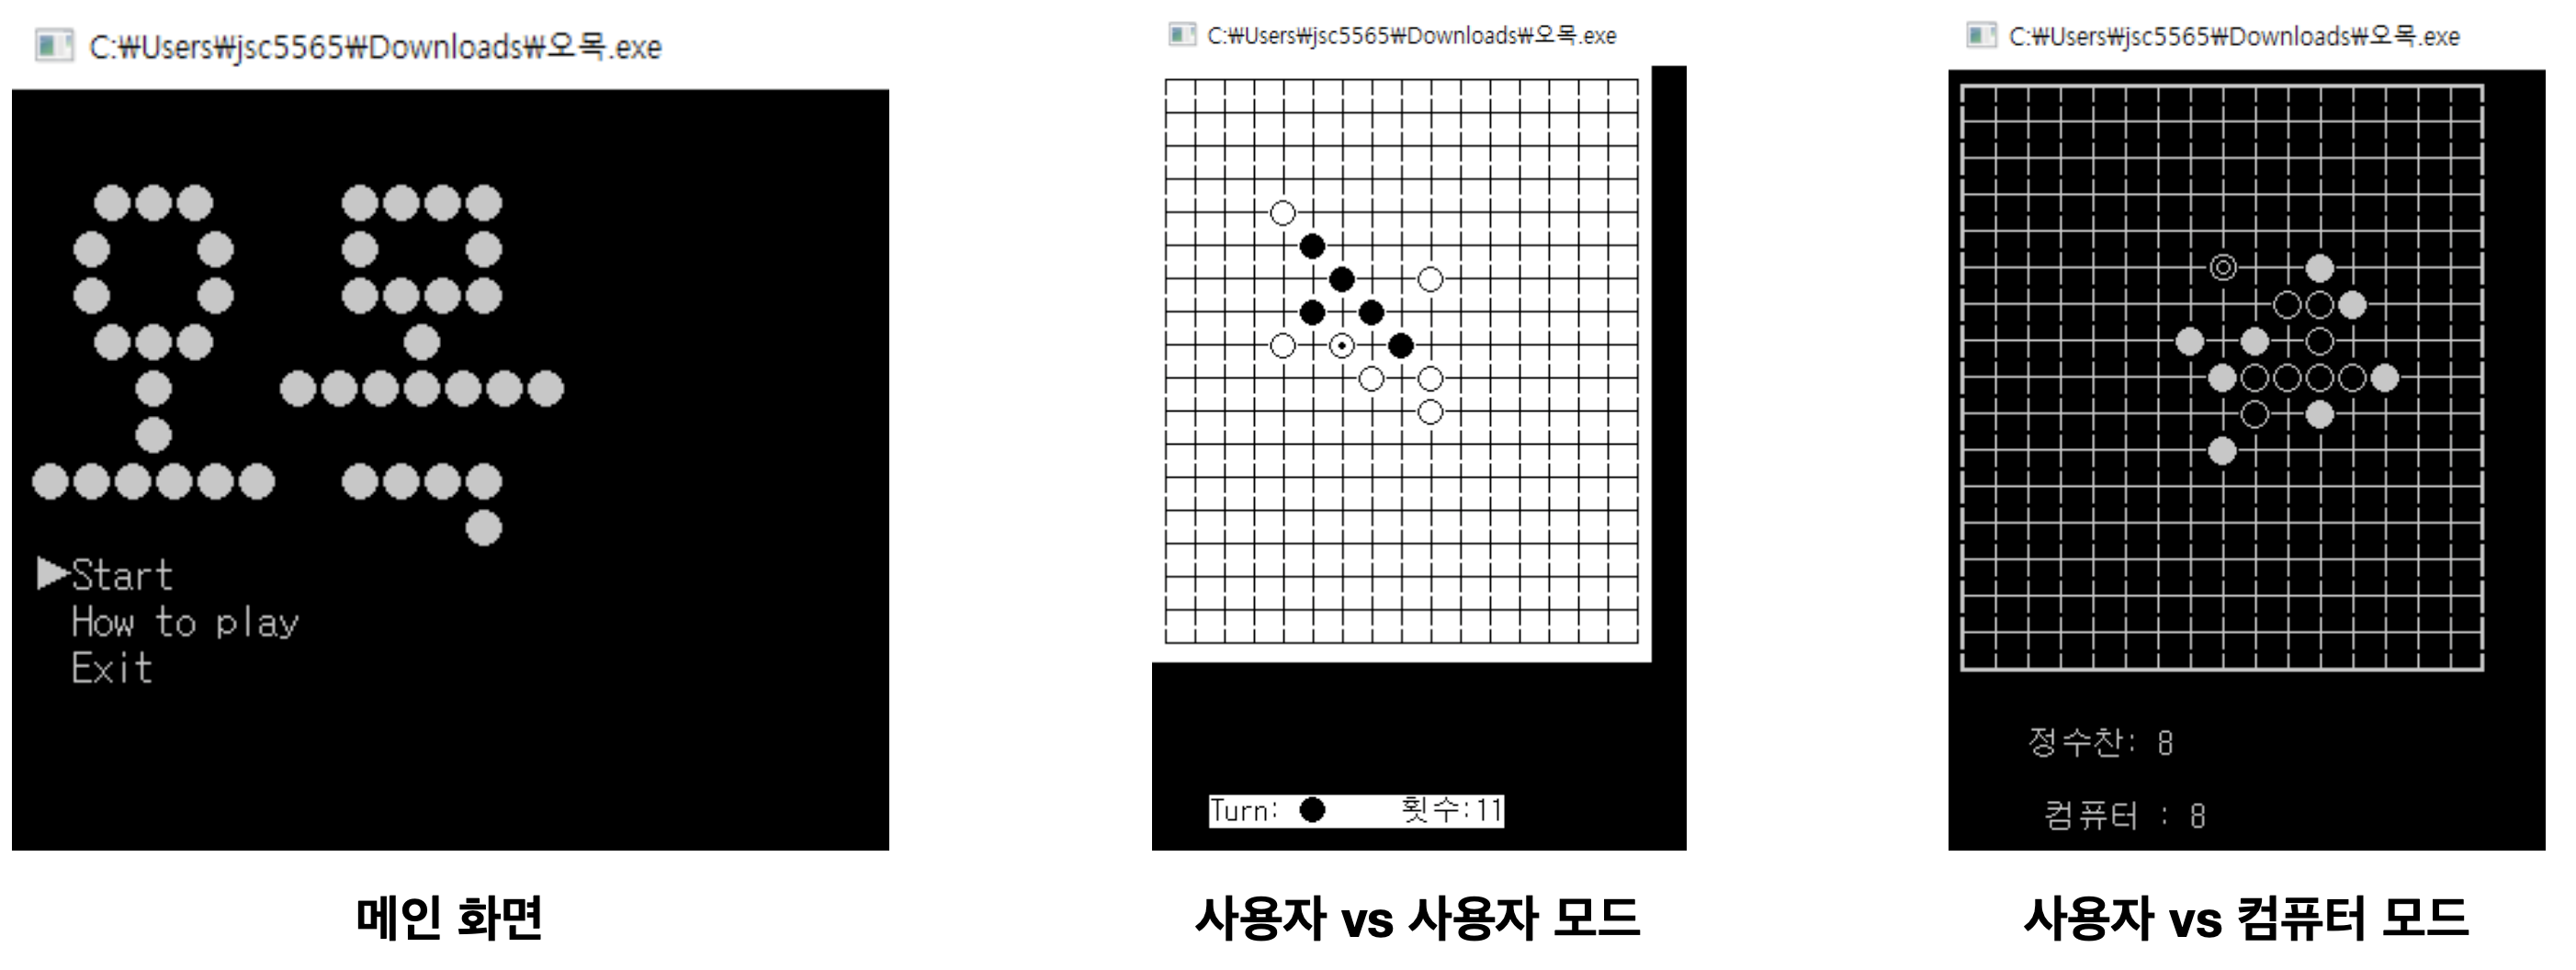 C:₩Users₩jsc5565₩Downloads₩오목.exe
오목
▶Start
How to play
Exit
메인 화면
C:₩Users₩jsc5565₩Downloads₩오목.exe
Turn: ● 횟수:11
사용자 vs 사용자 모드
C:₩Users₩jsc5565₩Downloads₩오목.exe
정수찬: 8
컴퓨터 : 8
사용자 vs 컴퓨터 모드